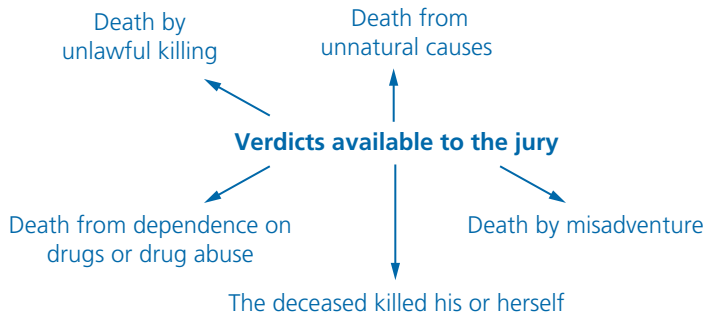 Death by
unlawful killing
Death from
unnatural causes
Verdicts available to the jury
Death from dependence on
drugs or drug abuse
Death by misadventure
The deceased killed his or herself